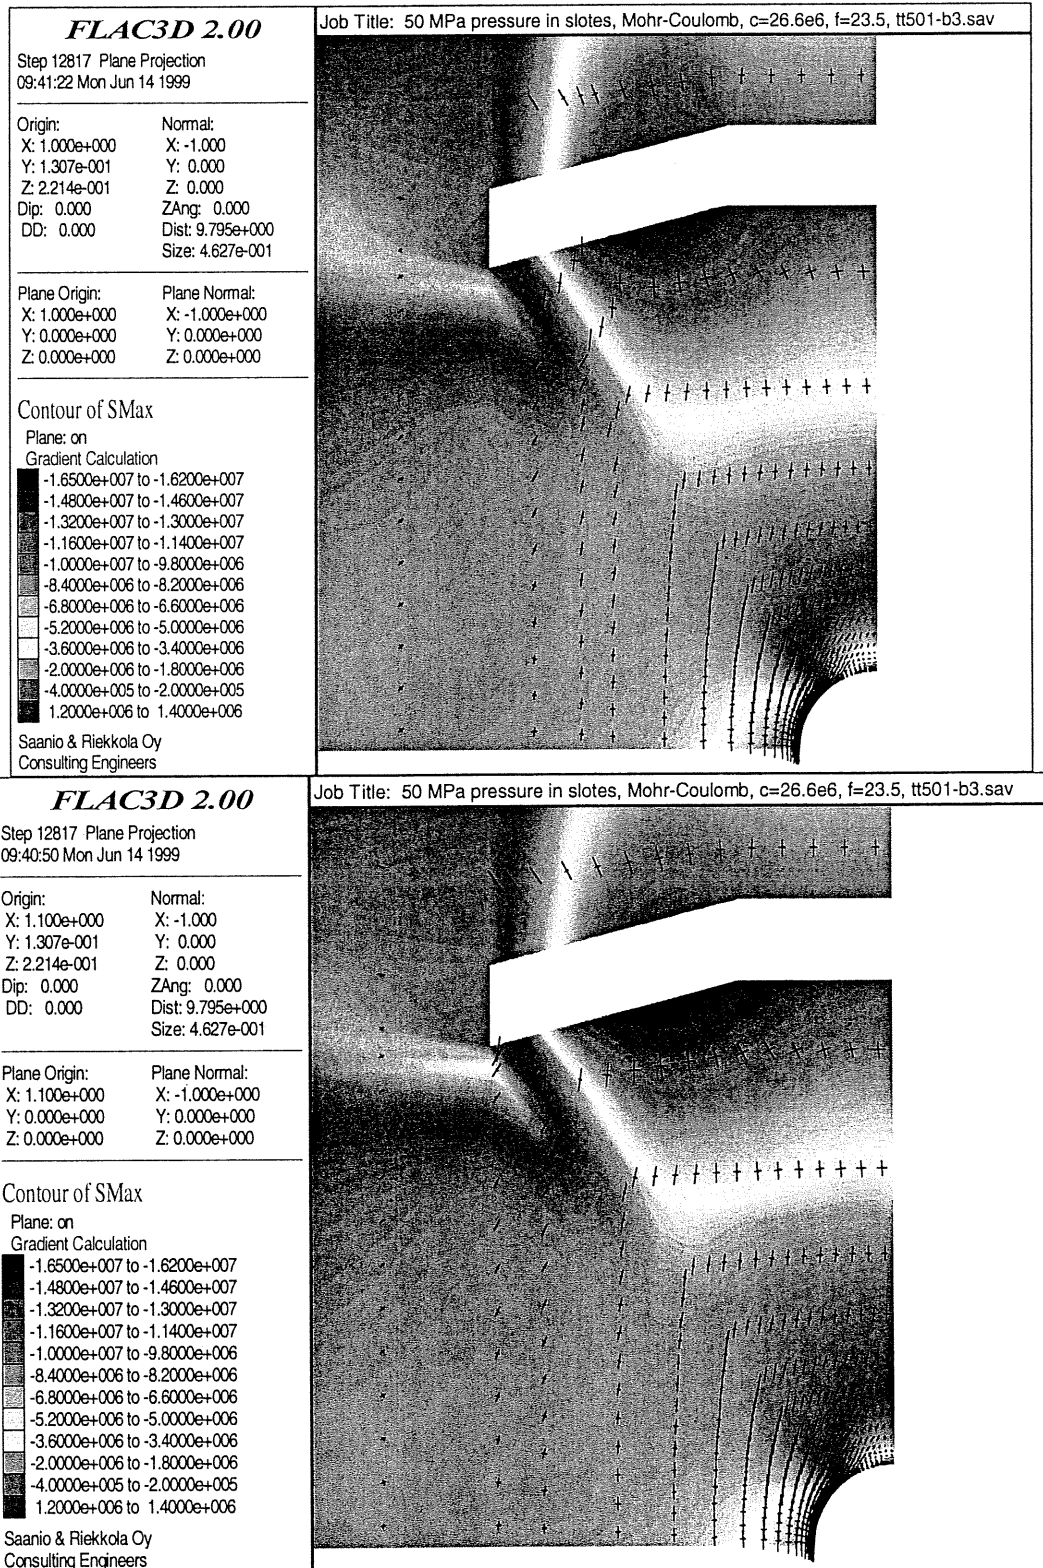 FLAC3D 2.00
Job Title: 50 MPa pressure in slotes, Mohr-Coulomb, c=26.6e6, f=23.5, tt501-b3.sav
Step 12817 Plane Projection
09:41:22 Mon Jun 14 1999
Origin: Normal:
X: 1.000e+000 X: -1.000
Y: 1.307e-001 Y: 0.000
Z: 2.214e-001 Z: 0.000
Dip: 0.000 ZAng: 0.000
DD: 0.000 Dist: 9.795e+000
Size: 4.627e-001
Plane Origin: Plane Normal:
X: 1.000e+000 X: -1.000e+000
Y: 0.000e+000 Y: 0.000e+000
Z: 0.000e+000 Z: 0.000e+000
Contour of SMax
Plane: on
Gradient Calculation
-1.6500e+007 to -1.6200e+007
-1.4800e+007 to -1.4600e+007
-1.3200e+007 to -1.3000e+007
-1.1600e+007 to -1.1400e+007
-1.0000e+007 to -9.8000e+006
-8.4000e+006 to -8.2000e+006
-6.8000e+006 to -6.6000e+006
-5.2000e+006 to -5.0000e+006
-3.6000e+006 to -3.4000e+006
-2.0000e+006 to -1.8000e+006
-4.0000e+005 to -2.0000e+005
1.2000e+006 to 1.4000e+006
Saanio & Riekkola Oy
Consulting Engineers
FLAC3D 2.00
Job Title: 50 MPa pressure in slotes, Mohr-Coulomb, c=26.6e6, f=23.5, tt501-b3.sav
Step 12817 Plane Projection
09:40:50 Mon Jun 14 1999
Origin: Normal:
X: 1.100e+000 X: -1.000
Y: 1.307e-001 Y: 0.000
Z: 2.214e-001 Z: 0.000
Dip: 0.000 ZAng: 0.000
DD: 0.000 Dist: 9.795e+000
Size: 4.627e-001
Plane Origin: Plane Normal:
X: 1.100e+000 X: -1.000e+000
Y: 0.000e+000 Y: 0.000e+000
Z: 0.000e+000 Z: 0.000e+000
Contour of SMax
Plane: on
Gradient Calculation
-1.6500e+007 to -1.6200e+007
-1.4800e+007 to -1.4600e+007
-1.3200e+007 to -1.3000e+007
-1.1600e+007 to -1.1400e+007
-1.0000e+007 to -9.8000e+006
-8.4000e+006 to -8.2000e+006
-6.8000e+006 to -6.6000e+006
-5.2000e+006 to -5.0000e+006
-3.6000e+006 to -3.4000e+006
-2.0000e+006 to -1.8000e+006
-4.0000e+005 to -2.0000e+005
1.2000e+006 to 1.4000e+006
Saanio & Riekkola Oy
Consulting Engineers